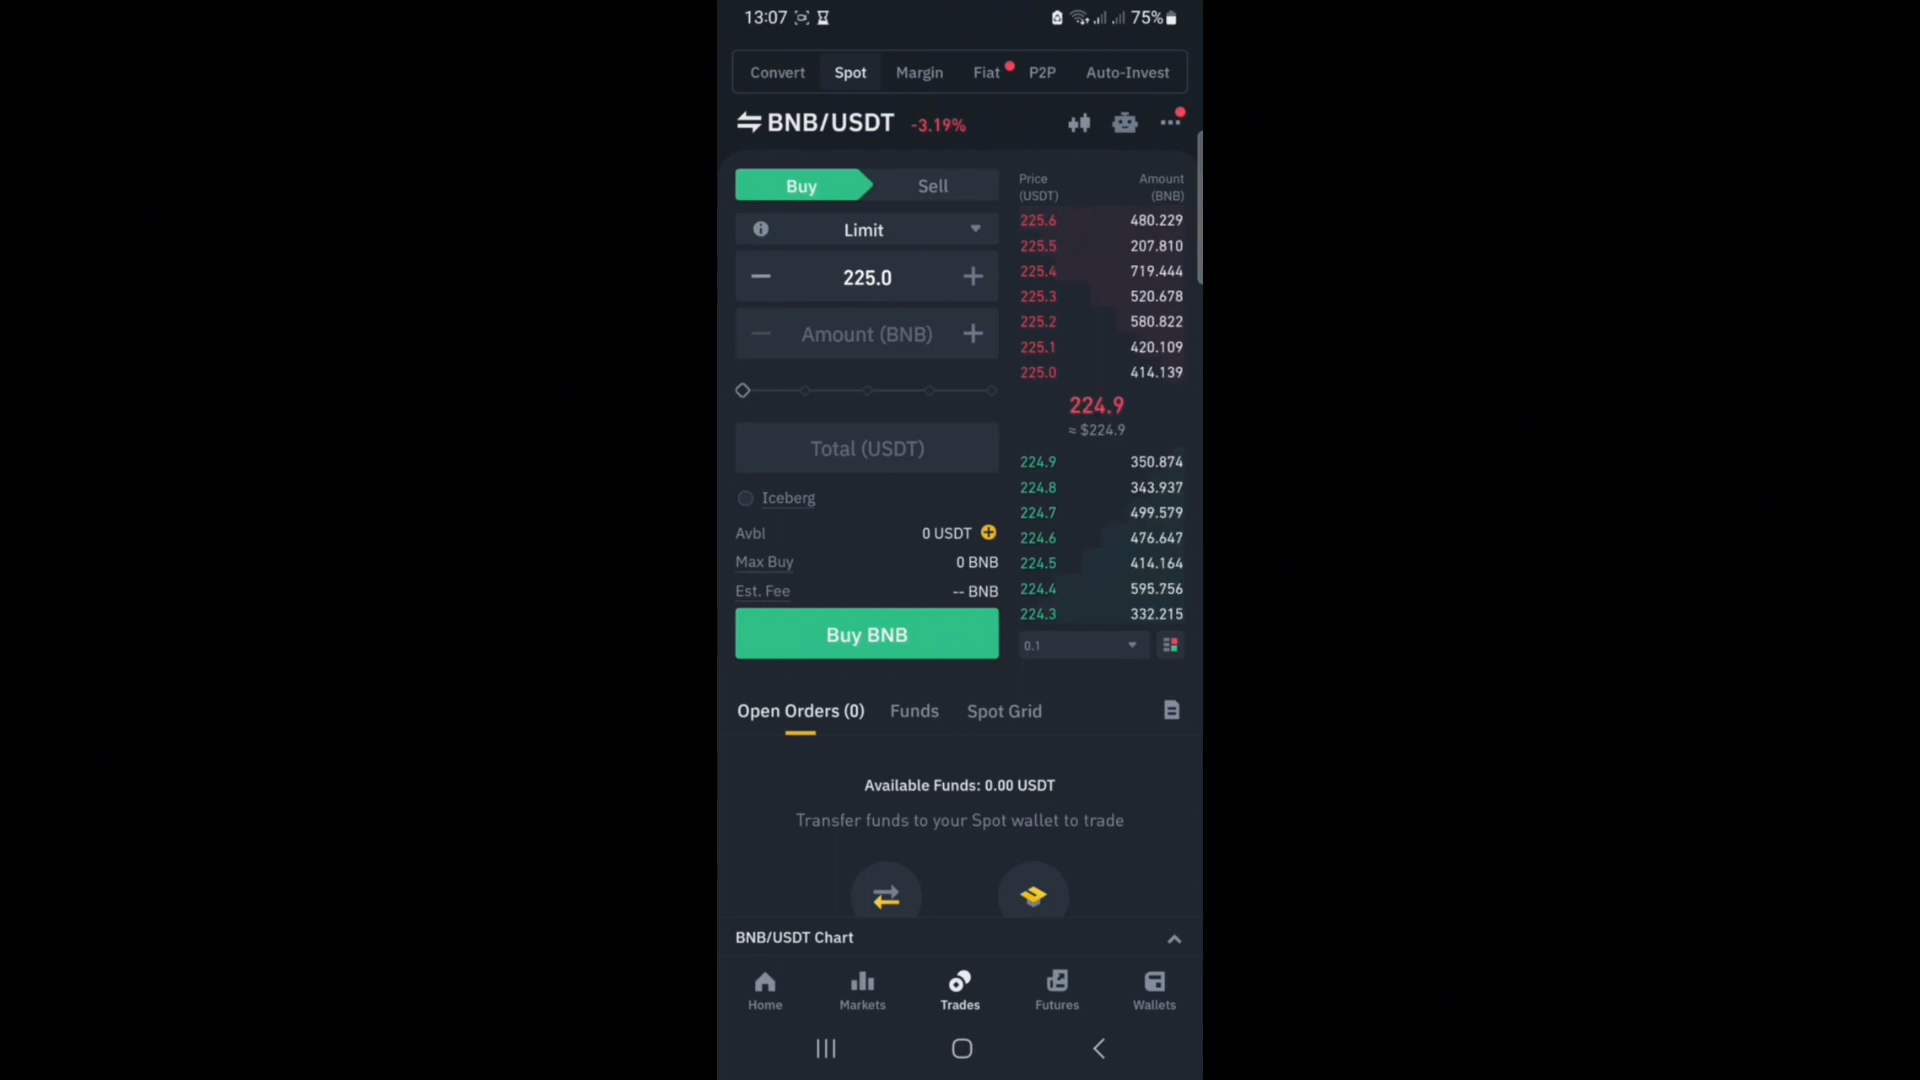 13:07 75%
Convert Spot Margin Fiat P2P Auto-Invest
BNB/USDT -3.19%
Buy Sell
Limit
225.0
Amount (BNB)
Total (USDT)
Iceberg
Avbl 0 USDT
Max Buy 0 BNB
Est. Fee -- BNB
Buy BNB
Price Amount
(USDT) (BNB)
225.6 480.229
225.5 207.810
225.4 719.444
225.3 520.678
225.2 580.822
225.1 420.109
225.0 414.139
224.9
≈ $224.9
224.9 350.874
224.8 343.937
224.7 499.579
224.6 476.647
224.5 414.164
224.4 595.756
224.3 332.215
0.1
Open Orders (0) Funds Spot Grid
Available Funds: 0.00 USDT
Transfer funds to your Spot wallet to trade
BNB/USDT Chart
Home Markets Trades Futures Wallets